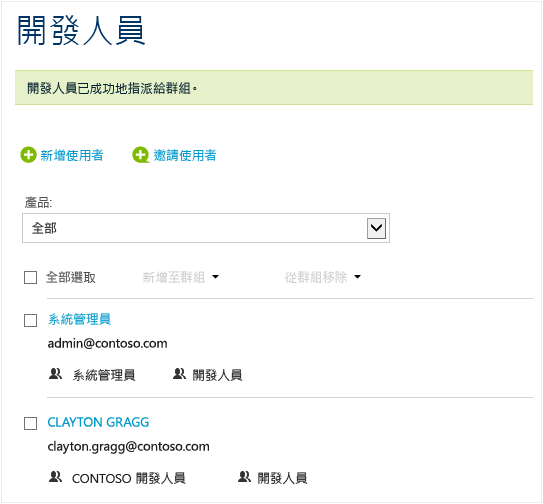 開發人員
開發人員已成功地指派給群組。
新增使用者 邀請使用者
產品:
全部
全部選取 新增至群組 從群組移除
系統管理員
admin@contoso.com
系統管理員 開發人員
CLAYTON GRAGG
clayton.gragg@contoso.com
CONTOSO 開發人員 開發人員